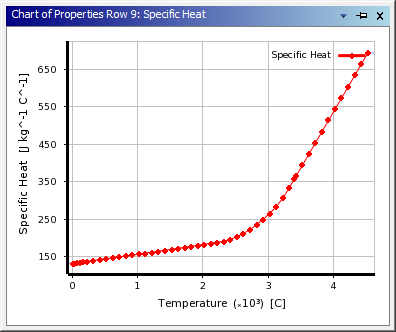 Chart of Properties Row 9: Specific Heat
Specific Heat
650
550
450
350
250
150
Specific Heat [J kg^-1 C^-1]
0
1
2
3
4
Temperature (×10³) [C]